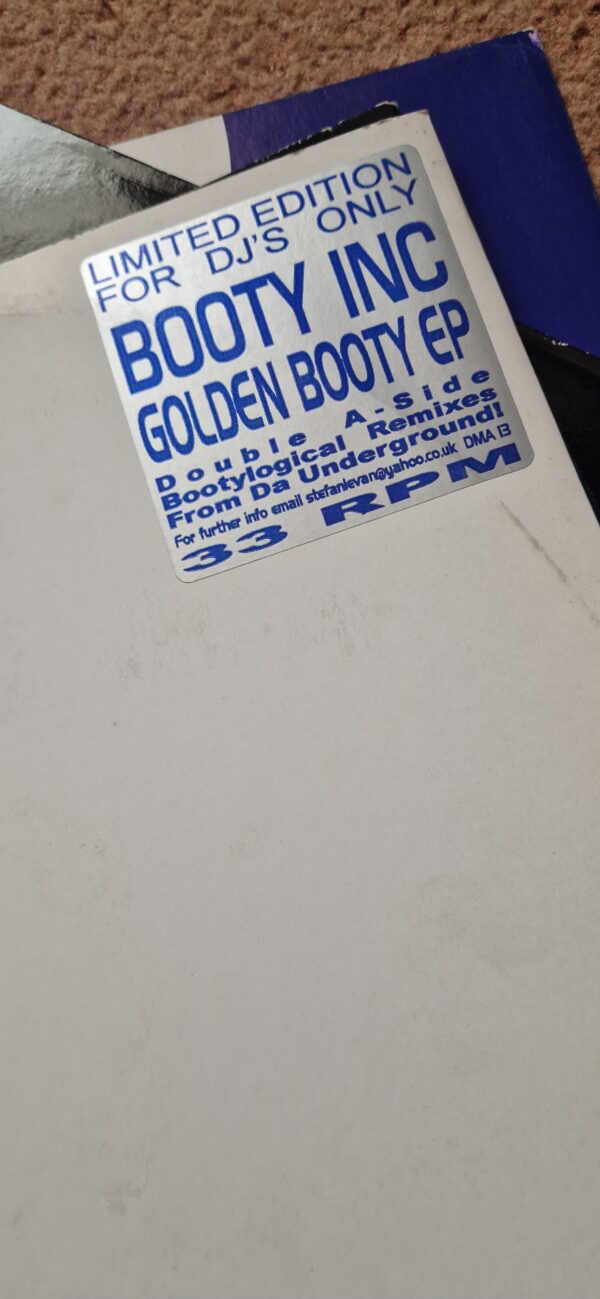 LIMITED EDITION
FOR DJ'S ONLY
BOOTY INC
GOLDEN BOOTY EP
Double A-Side
Bootylogical Remixes
From Da Underground!
For further info email stefanlevan@yahoo.co.uk DMA 13
33 RPM